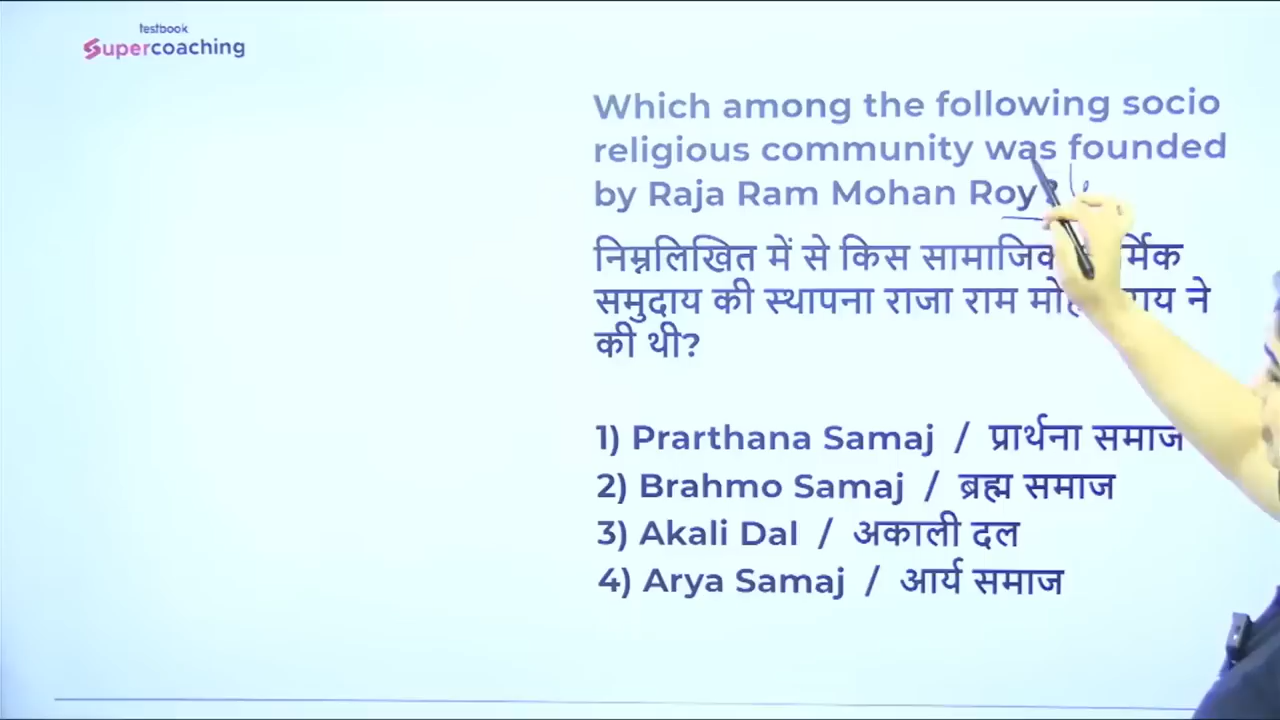 testbook
Supercoaching
Which among the following socio
religious community was founded
by Raja Ram Mohan Roy?
निम्नलिखित में से किस सामाजिक
समुदाय की स्थापना राजा राम ने
की थी?
1) Prarthana Samaj / प्रार्थना समाज
2) Brahmo Samaj / ब्रह्म समाज
3) Akali Dal / अकाली दल
4) Arya Samaj / आर्य समाज